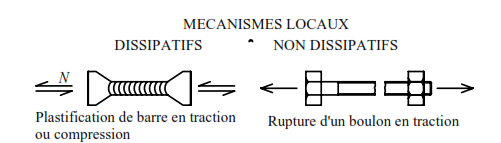 MECANISMES LOCAUX
DISSIPATIFS NON DISSIPATIFS
N
Plastification de barre en traction
ou compression
Rupture d'un boulon en traction